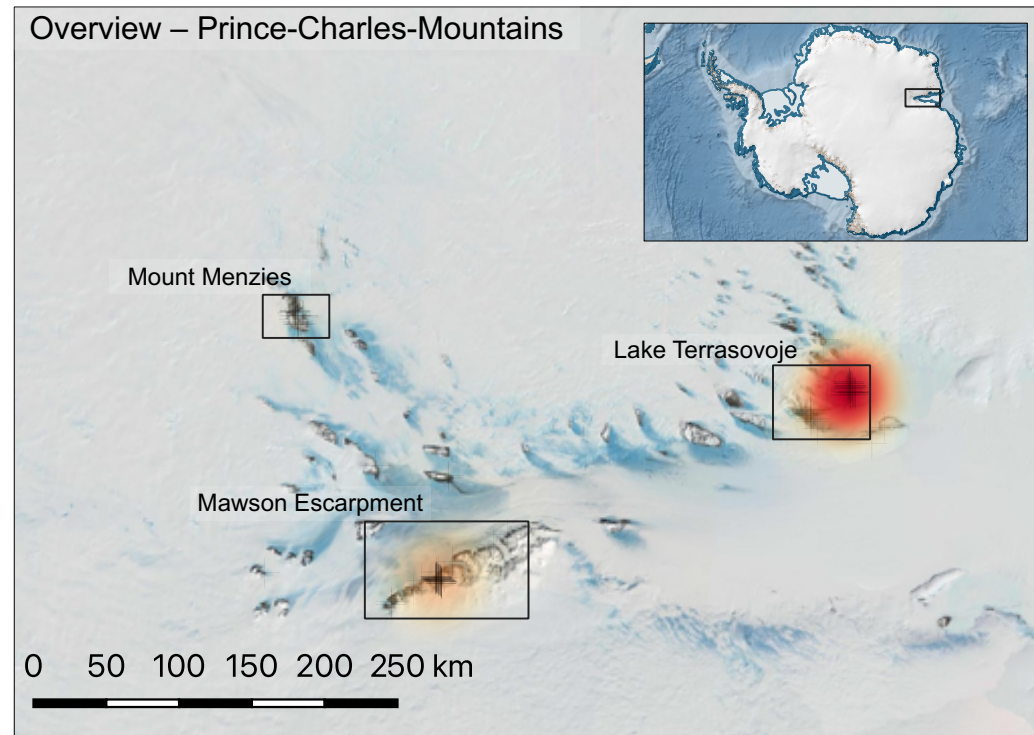 Overview – Prince-Charles-Mountains
Mount Menzies
Lake Terrasovoje
Mawson Escarpment
0 50 100 150 200 250 km